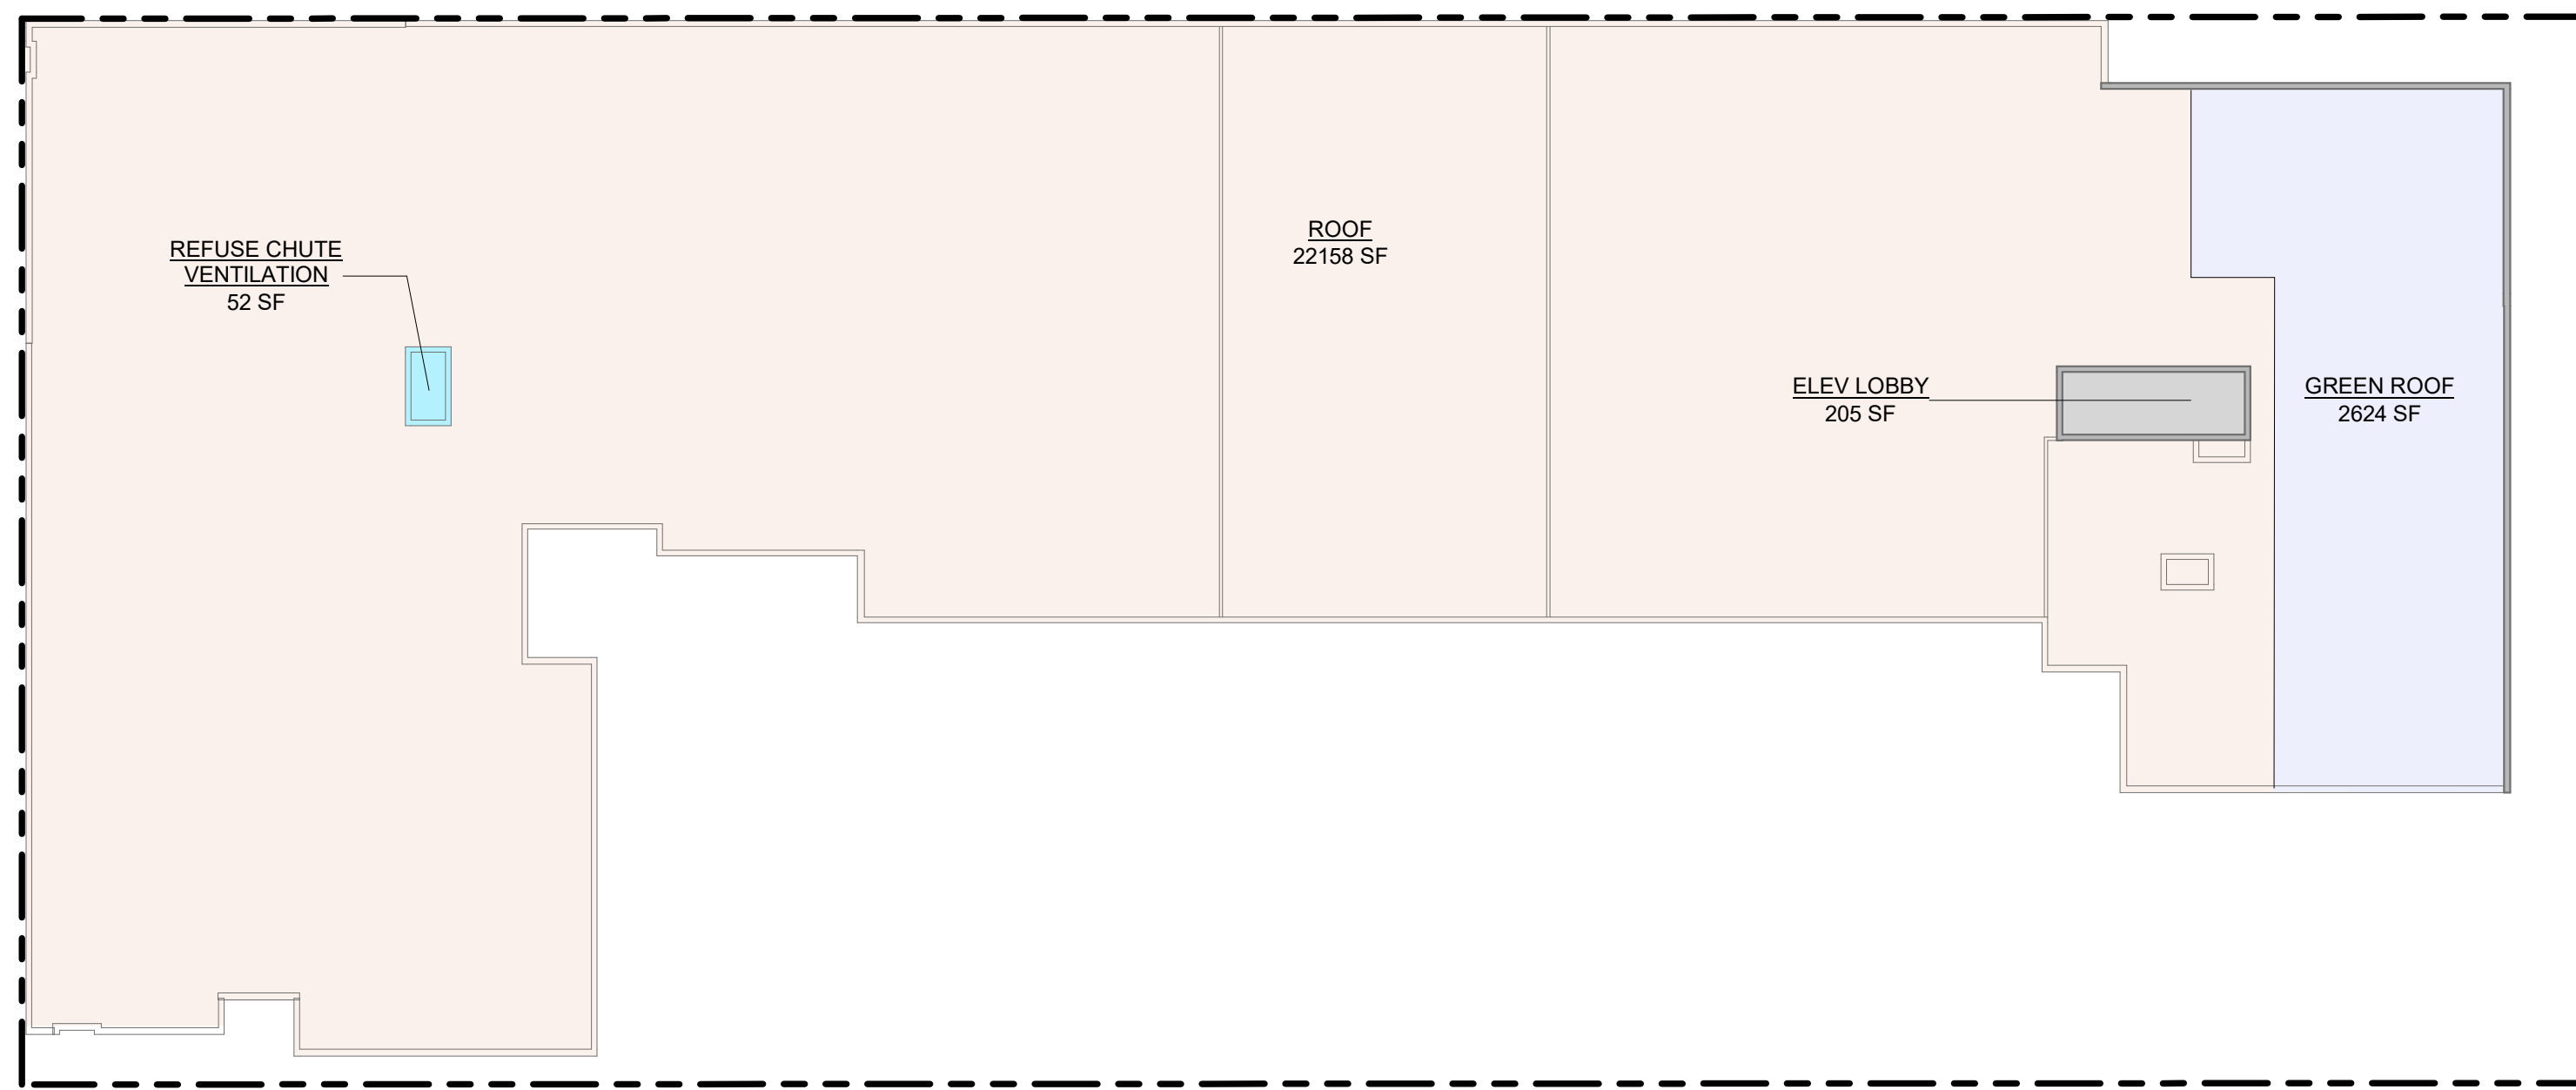 REFUSE CHUTE
VENTILATION
52 SF
ROOF
22158 SF
ELEV LOBBY
205 SF
GREEN ROOF
2624 SF